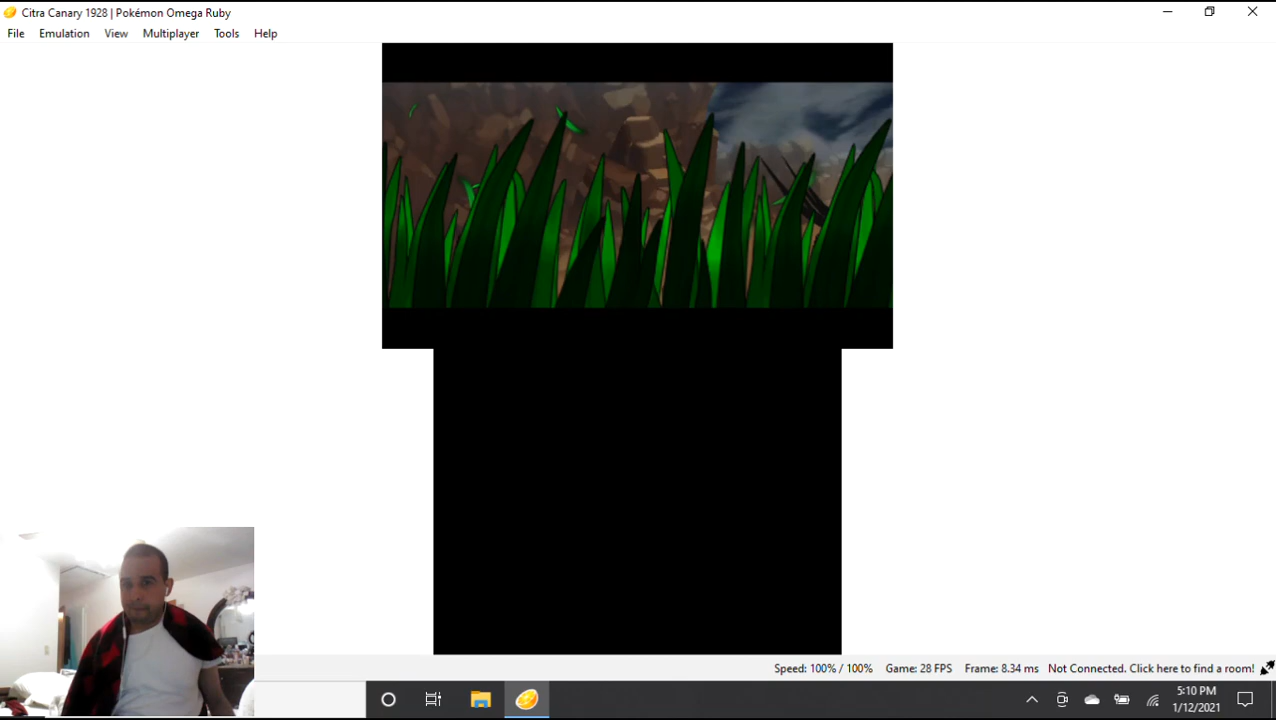 Citra Canary 1928 | Pokémon Omega Ruby
File Emulation View Multiplayer Tools Help
Speed: 100% / 100% Game: 28 FPS Frame: 8.34 ms Not Connected. Click here to find a room!
5:10 PM
1/12/2021